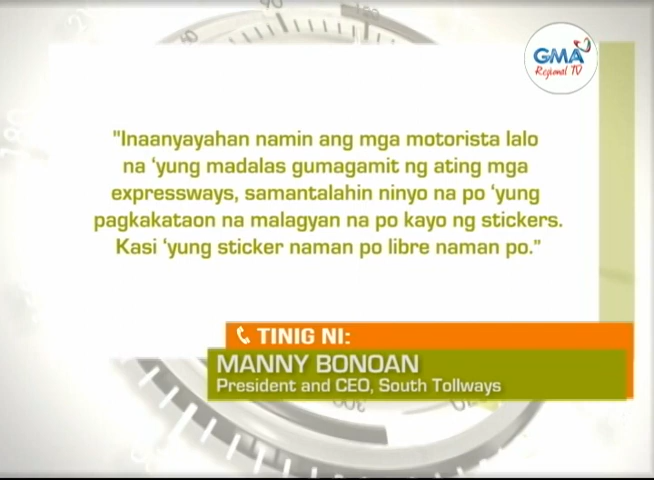 GMA
Regional TV
"Inaanyayahan namin ang mga motorista lalo
na 'yung madalas gumagamit ng ating mga
expressways, samantalahin ninyo na po 'yung
pagkakataon na malagyan na po kayo ng stickers.
Kasi 'yung sticker naman po libre naman po."
TINIG NI:
MANNY BONOAN
President and CEO, South Tollways